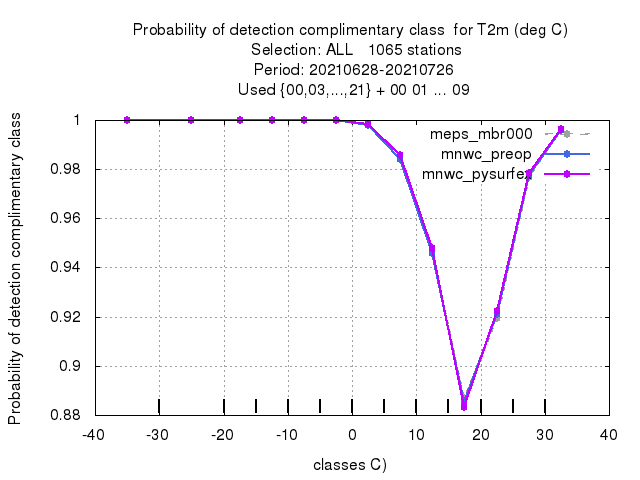 Probability of detection complimentary class  for T2m (deg C)
Selection: ALL   1065 stations
Period: 20210628-20210726
Used {00,03,...,21} + 00 01 ... 09
Probability of detection complimentary class
1
0.98
0.96
0.94
0.92
0.9
0.88
meps_mbr000
mnwc_preop
mnwc_pysurfex
-40 -30 -20 -10 0 10 20 30 40
classes C)